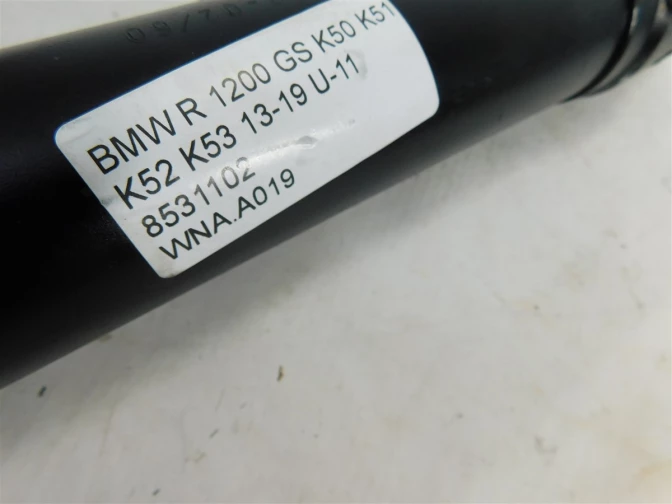 BMW R 1200 GS K50 K51
K52 K53 13-19 U-11
8531102
WNA.A019